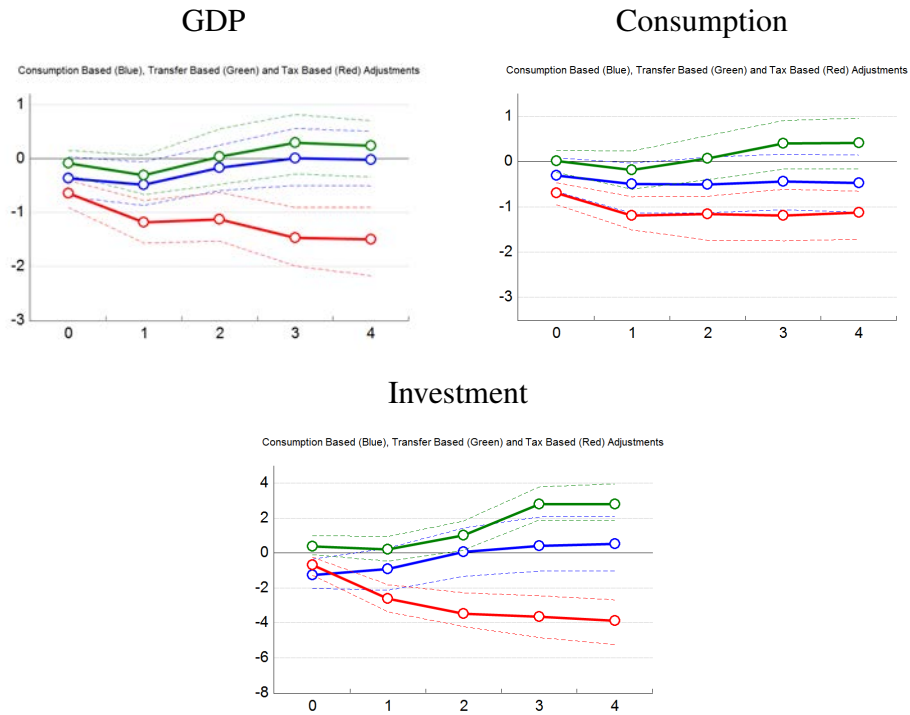 GDP
Consumption Based (Blue), Transfer Based (Green) and Tax Based (Red) Adjustments
1
0
-1
-2
-3
0 1 2 3 4
Consumption
Consumption Based (Blue), Transfer Based (Green) and Tax Based (Red) Adjustments
1
0
-1
-2
-3
0 1 2 3 4
Investment
Consumption Based (Blue), Transfer Based (Green) and Tax Based (Red) Adjustments
4
2
0
-2
-4
-6
-8
0 1 2 3 4